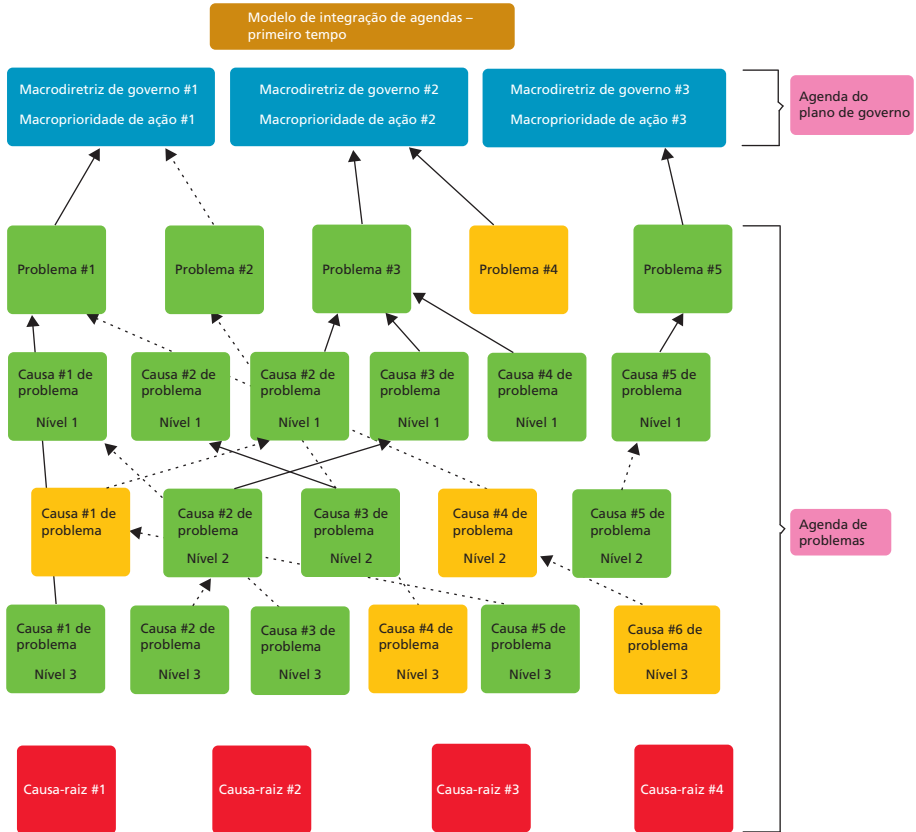 Modelo de integração de agendas –
primeiro tempo
Macrodiretriz de governo #1
Macroprioridade de ação #1
Macrodiretriz de governo #2
Macroprioridade de ação #2
Macrodiretriz de governo #3
Macroprioridade de ação #3
Agenda do
plano de governo
Problema #1
Problema #2
Problema #3
Problema #4
Problema #5
Causa #1 de
problema
Nível 1
Causa #2 de
problema
Nível 1
Causa #2 de
problema
Nível 1
Causa #3 de
problema
Nível 1
Causa #4 de
problema
Nível 1
Causa #5 de
problema
Nível 1
Causa #1 de
problema
Causa #2 de
problema
Nível 2
Causa #3 de
problema
Nível 2
Causa #4 de
problema
Nível 2
Causa #5 de
problema
Nível 2
Agenda de
problemas
Causa #1 de
problema
Nível 3
Causa #2 de
problema
Nível 3
Causa #3 de
problema
Nível 3
Causa #4 de
problema
Nível 3
Causa #5 de
problema
Nível 3
Causa #6 de
problema
Nível 3
Causa-raiz #1
Causa-raiz #2
Causa-raiz #3
Causa-raiz #4